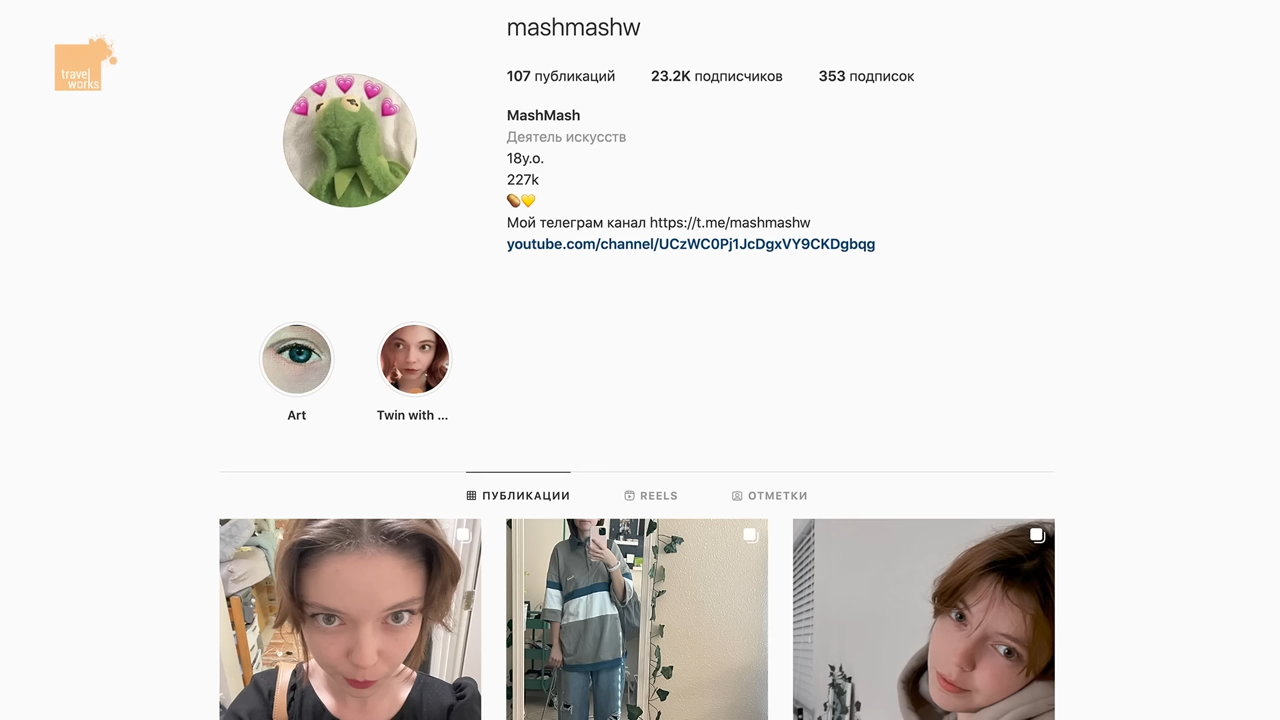 travel
works
mashmashw
107 публикаций 23.2K подписчиков 353 подписок
MashMash
Деятель искусств
18y.o.
227k
Мой телеграм канал https://t.me/mashmashw
youtube.com/channel/UCzWC0Pj1JcDgxVY9CKDgbqg
Art Twin with ...
ПУБЛИКАЦИИ REELS ОТМЕТКИ